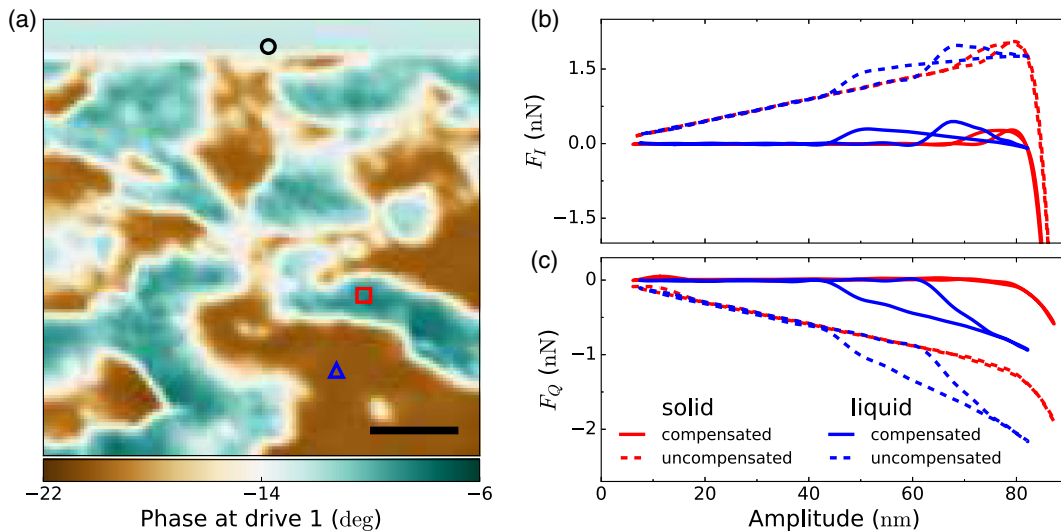 (a)
−22
−14
−6
Phase at drive 1 (deg)
(b)
1.5
0.0
−1.5
F_I (nN)
(c)
0
−1
−2
F_Q (nN)
solid
liquid
compensated
compensated
uncompensated
uncompensated
0
20
40
60
80
Amplitude (nm)